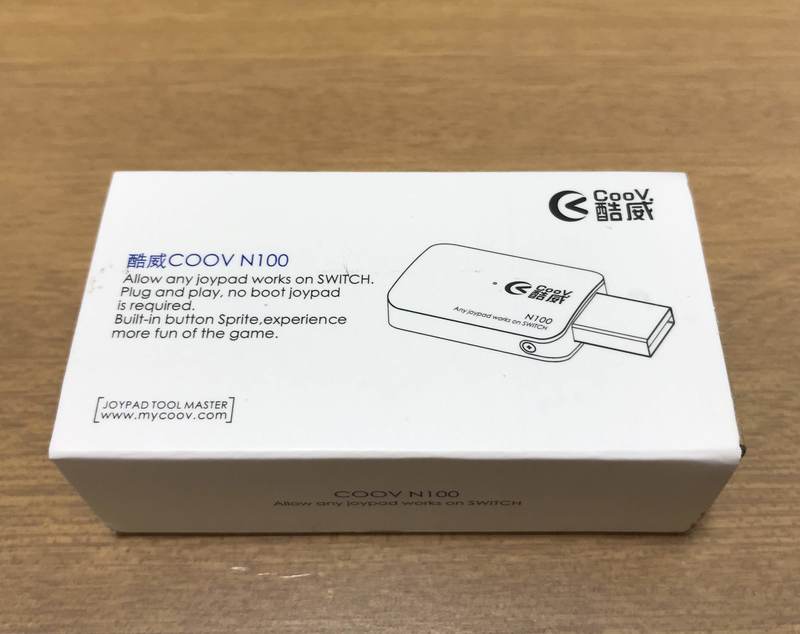 CooV.
酷威
酷威COOV N100
Allow any joypad works on SWITCH.
Plug and play, no boot joypad
is required.
Built-in button Sprite,experience
more fun of the game.
CooV.
酷威
N100
Any joypad works on SWITCH
[JOYPAD TOOL MASTER
www.mycoov.com]
COOV N100
Allow any joypad works on SWITCH